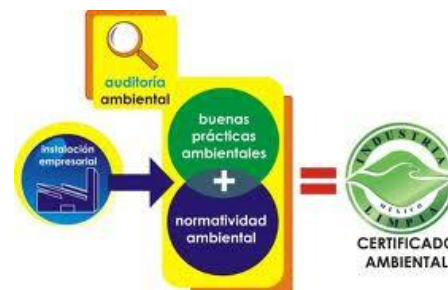 auditoría
ambiental
buenas
prácticas
ambientales
+
instalación
empresarial
normatividad
ambiental
=
INDUSTRIA
LIMPIA
MÉXICO
CERTIFICADO
AMBIENTAL